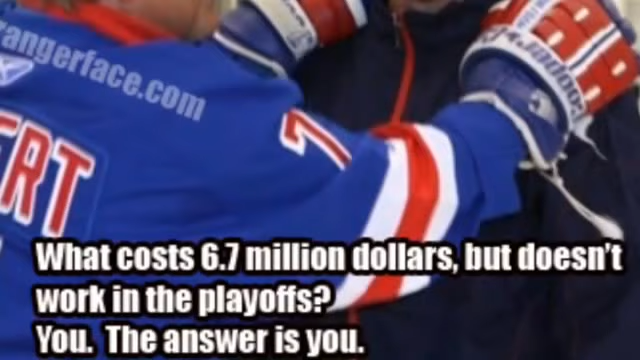 rangerface.com
ERT
7
What costs 6.7 million dollars, but doesn't
work in the playoffs?
You. The answer is you.